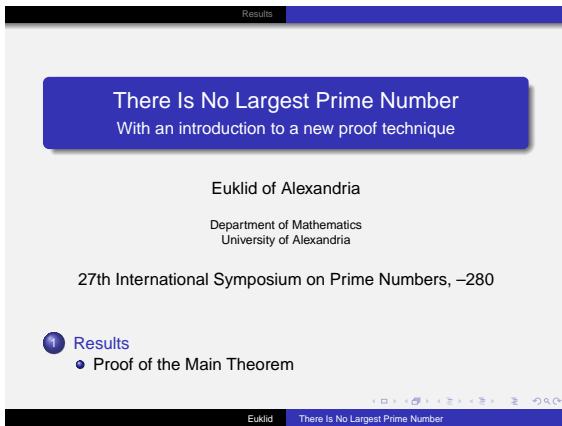 Results
There Is No Largest Prime Number
With an introduction to a new proof technique
Euklid of Alexandria
Department of Mathematics
University of Alexandria
27th International Symposium on Prime Numbers, –280
1 Results
Proof of the Main Theorem
Euklid There Is No Largest Prime Number